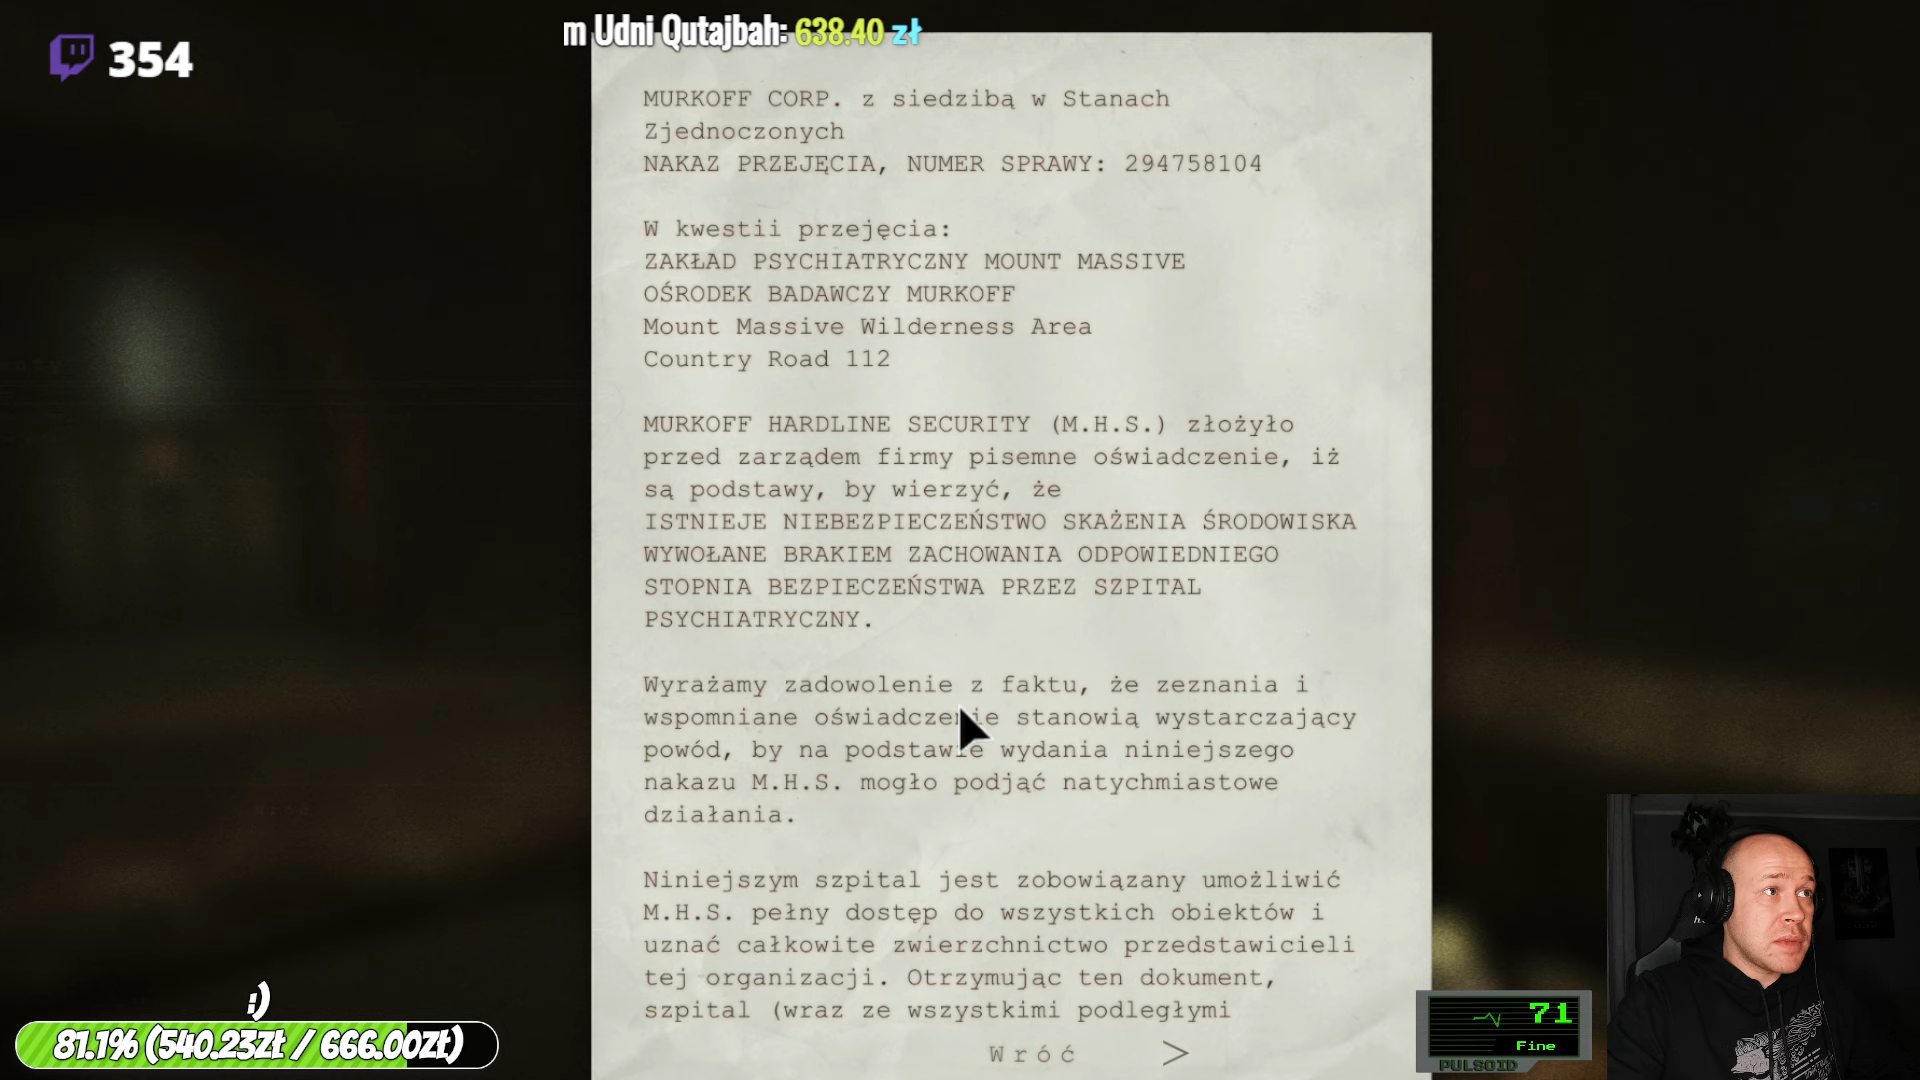 m Udni Qutajbah: 638.40 zł
354
MURKOFF CORP. z siedzibą w Stanach
Zjednoczonych
NAKAZ PRZEJĘCIA, NUMER SPRAWY: 294758104
W kwestii przejęcia:
ZAKŁAD PSYCHIATRYCZNY MOUNT MASSIVE
OŚRODEK BADAWCZY MURKOFF
Mount Massive Wilderness Area
Country Road 112
MURKOFF HARDLINE SECURITY (M.H.S.) złożyło
przed zarządem firmy pisemne oświadczenie, iż
są podstawy, by wierzyć, że
ISTNIEJE NIEBEZPIECZEŃSTWO SKAŻENIA ŚRODOWISKA
WYWOŁANE BRAKIEM ZACHOWANIA ODPOWIEDNIEGO
STOPNIA BEZPIECZEŃSTWA PRZEZ SZPITAL
PSYCHIATRYCZNY.
Wyrażamy zadowolenie z faktu, że zeznania i
wspomniane oświadczenie stanowią wystarczający
powód, by na podstawie wydania niniejszego
nakazu M.H.S. mogło podjąć natychmiastowe
działania.
Niniejszym szpital jest zobowiązany umożliwić
M.H.S. pełny dostęp do wszystkich obiektów i
uznać całkowite zwierzchnictwo przedstawicieli
tej organizacji. Otrzymując ten dokument,
szpital (wraz ze wszystkimi podległymi
Wróć >
:)
81.1% (540.23zł / 666.00zł)
71
Fine
PULSOID